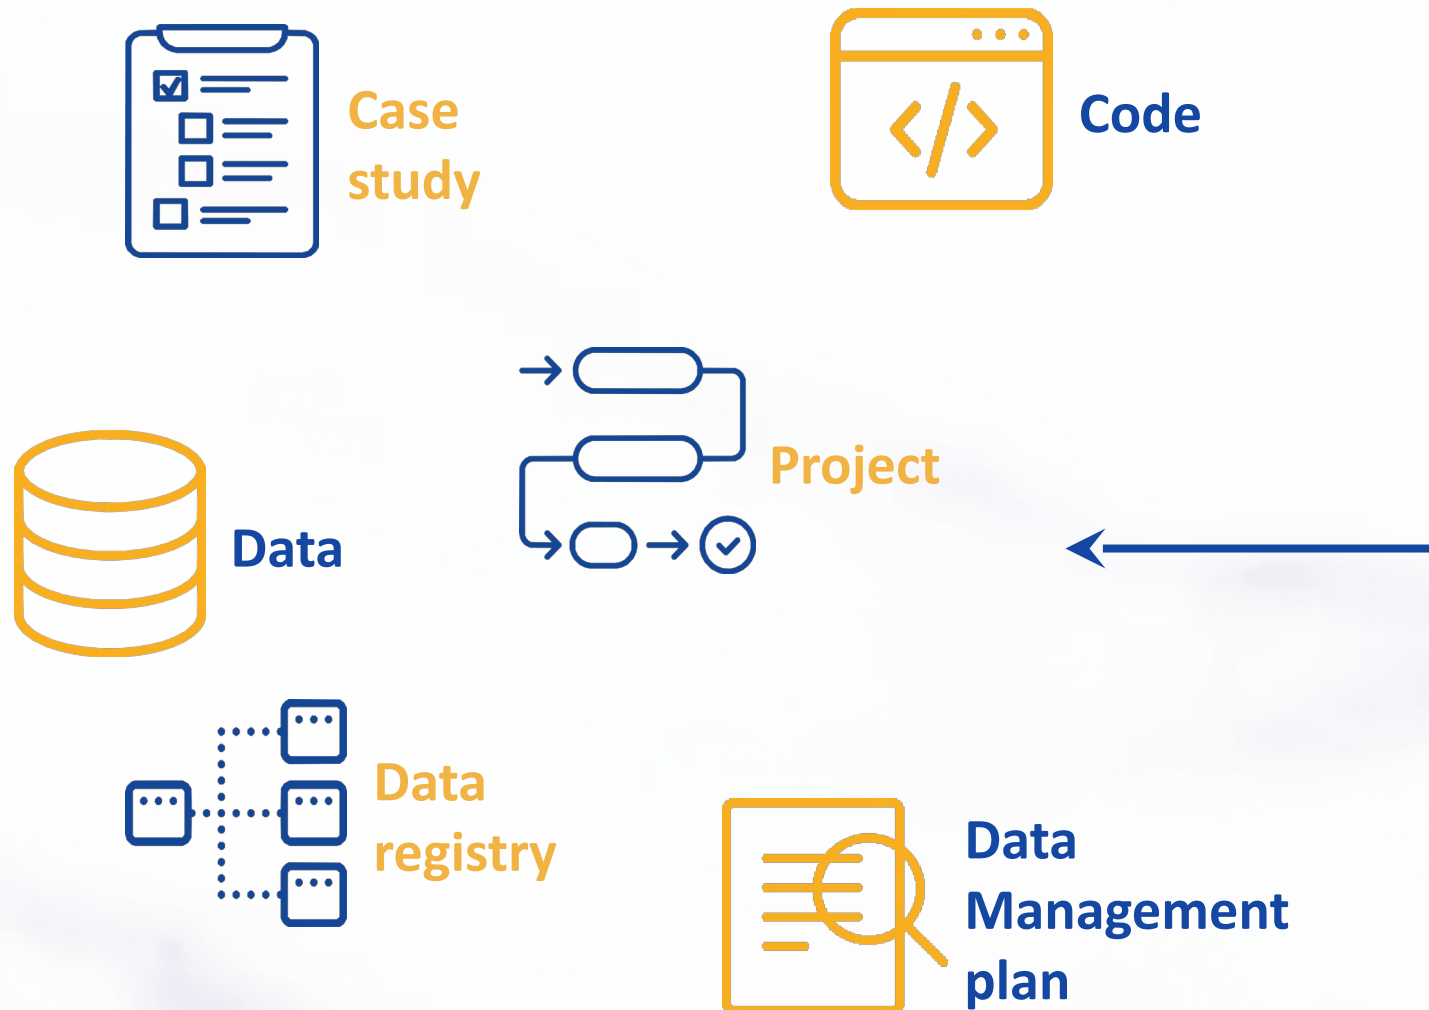 Case
study
Code
Project
Data
Data
registry
Data
Management
plan